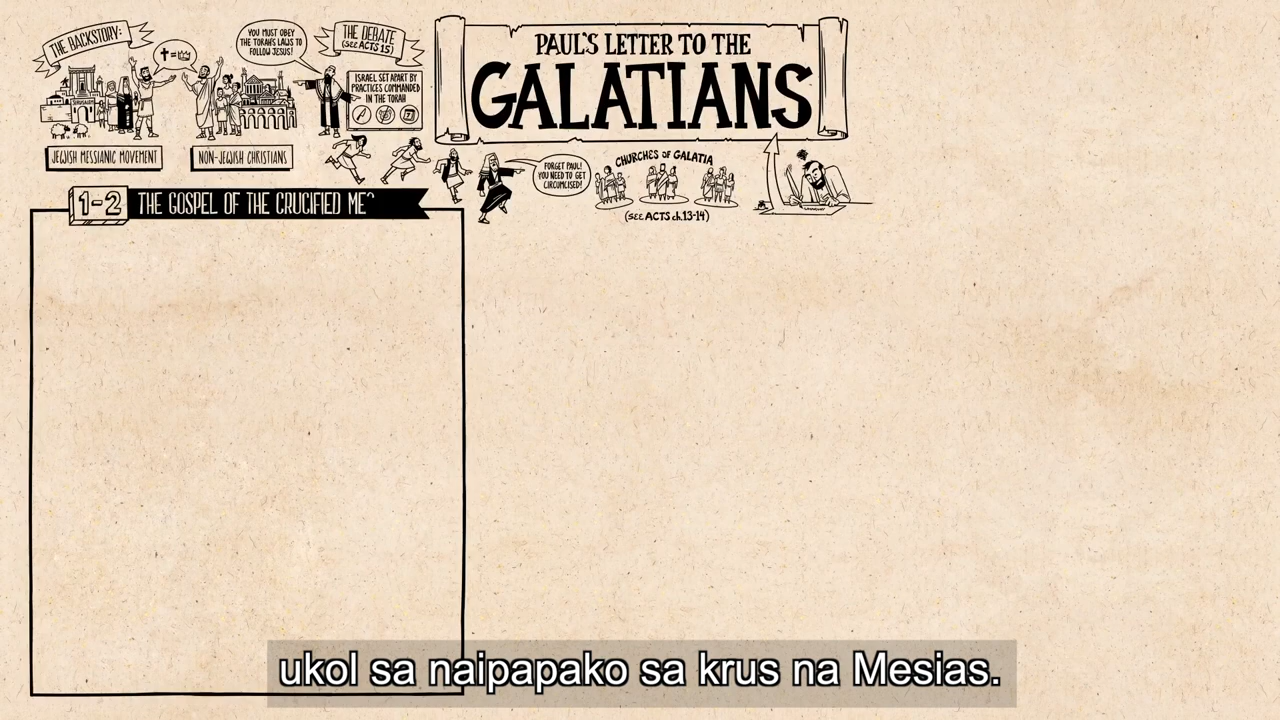 THE BACKSTORY:
✝=👑
JERUSALEM
JEWISH MESSIANIC MOVEMENT
NON-JEWISH CHRISTIANS
YOU MUST OBEY
THE TORAH'S LAWS TO
FOLLOW JESUS!
THE DEBATE
(SEE ACTS 15)
ISRAEL SET APART BY
PRACTICES COMMANDED
IN THE TORAH
PAUL'S LETTER TO THE
GALATIANS
FORGET PAUL!
YOU NEED TO GET
CIRCUMCISED!
CHURCHES OF GALATIA
(SEE ACTS ch.13-14)
1-2 THE GOSPEL OF THE CRUCIFIED ME
ukol sa naipapako sa krus na Mesias.